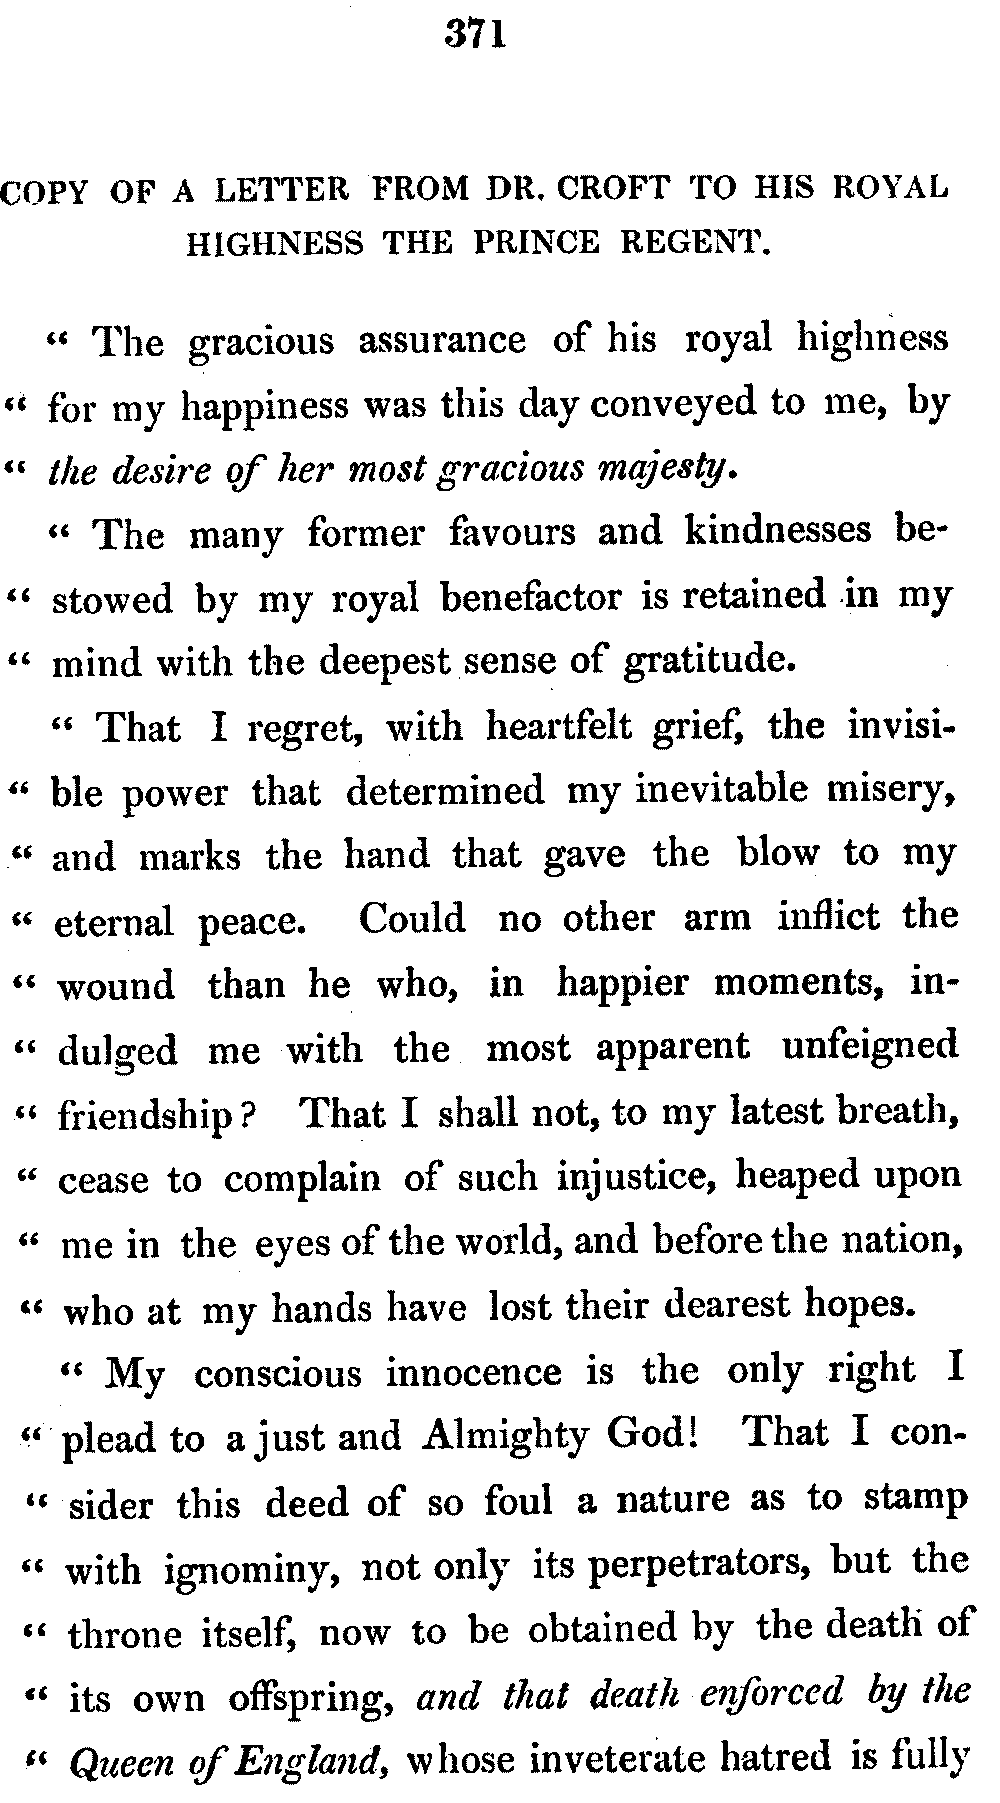 371
COPY OF A LETTER FROM DR. CROFT TO HIS ROYAL
HIGHNESS THE PRINCE REGENT.
“ The gracious assurance of his royal highness
“ for my happiness was this day conveyed to me, by
“ the desire of her most gracious majesty.
“ The many former favours and kindnesses be-
“ stowed by my royal benefactor is retained in my
“ mind with the deepest sense of gratitude.
“ That I regret, with heartfelt grief, the invisi-
“ ble power that determined my inevitable misery,
“ and marks the hand that gave the blow to my
“ eternal peace. Could no other arm inflict the
“ wound than he who, in happier moments, in-
“ dulged me with the most apparent unfeigned
“ friendship? That I shall not, to my latest breath,
“ cease to complain of such injustice, heaped upon
“ me in the eyes of the world, and before the nation,
“ who at my hands have lost their dearest hopes.
“ My conscious innocence is the only right I
“ plead to a just and Almighty God! That I con-
“ sider this deed of so foul a nature as to stamp
“ with ignominy, not only its perpetrators, but the
“ throne itself, now to be obtained by the death of
“ its own offspring, and that death enforced by the
“ Queen of England, whose inveterate hatred is fully